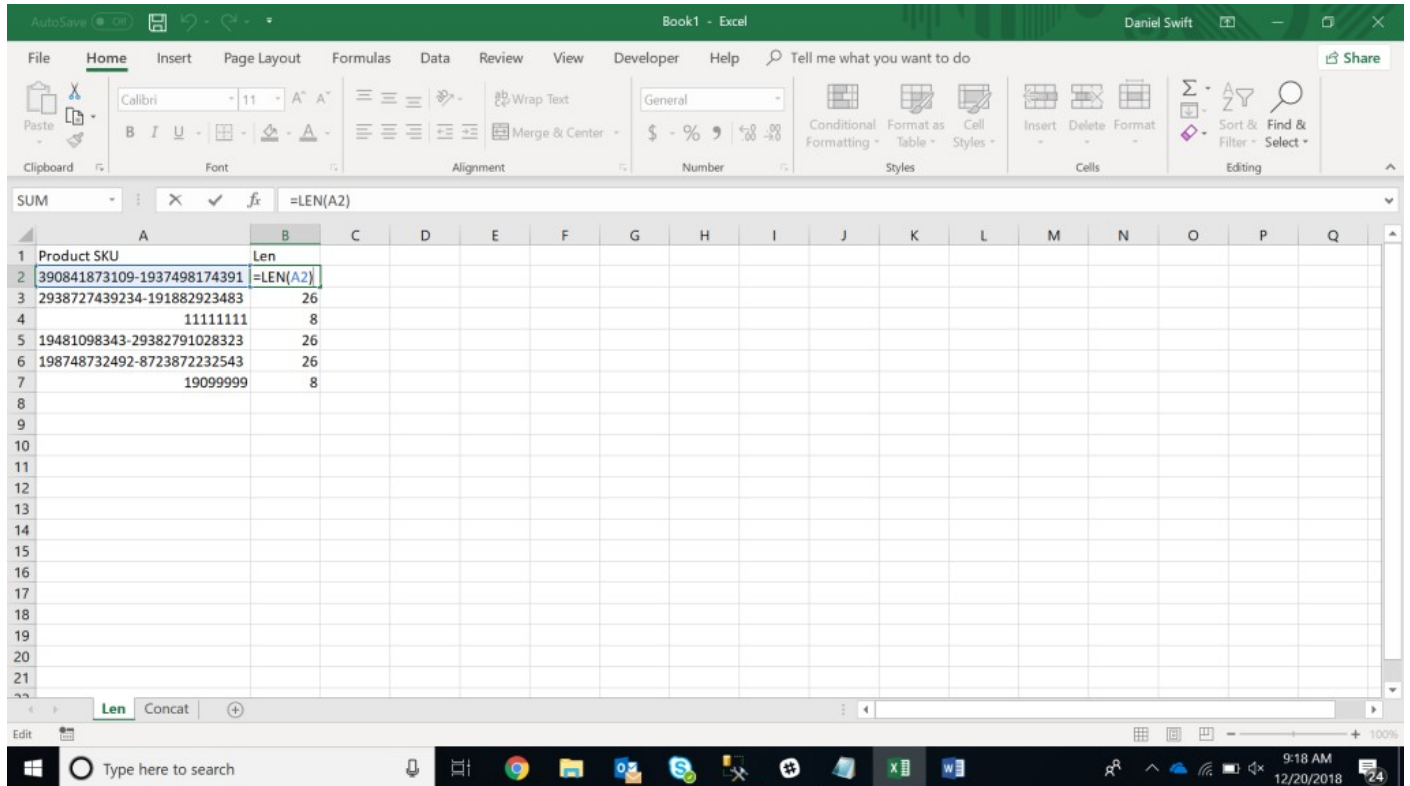 AutoSave Off Book1 - Excel Daniel Swift
File Home Insert Page Layout Formulas Data Review View Developer Help Tell me what you want to do Share
Paste Calibri 11 A A Wrap Text General Conditional Formatting Format as Table Cell Styles Insert Delete Format Σ Sort & Filter Find & Select
B I U A Merge & Center $ % 9 .00
Clipboard Font Alignment Number Styles Cells Editing
SUM fx =LEN(A2)
A B C D E F G H I J K L M N O P Q
1 Product SKU Len
2 390841873109-1937498174391 =LEN(A2)
3 2938727439234-191882923483 26
4 11111111 8
5 19481098343-29382791028323 26
6 198748732492-8723872232543 26
7 19099999 8
8
9
10
11
12
13
14
15
16
17
18
19
20
21
Len Concat
Edit 100%
Type here to search 9:18 AM
12/20/2018 24